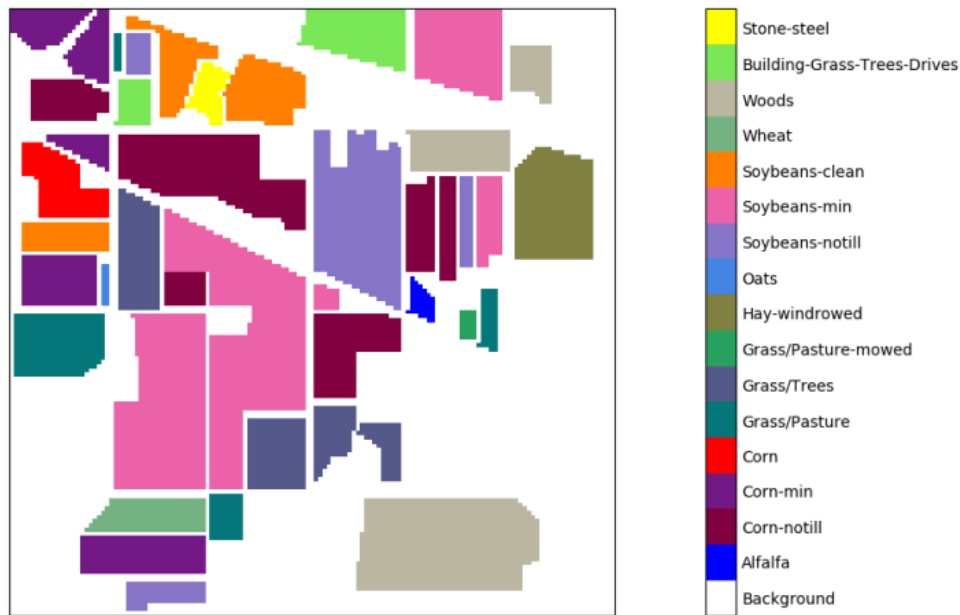 Stone-steel
Building-Grass-Trees-Drives
Woods
Wheat
Soybeans-clean
Soybeans-min
Soybeans-notill
Oats
Hay-windrowed
Grass/Pasture-mowed
Grass/Trees
Grass/Pasture
Corn
Corn-min
Corn-notill
Alfalfa
Background